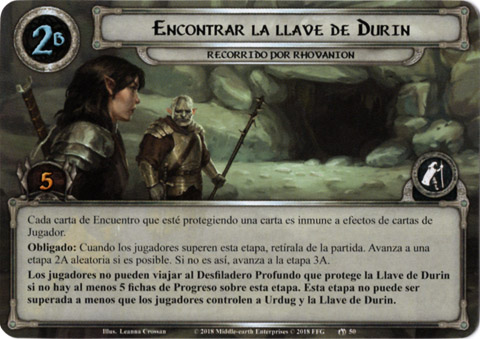 2B
Encontrar la llave de Durin
Recorrido por Rhovanion
5
Cada carta de Encuentro que esté protegiendo una carta es inmune a efectos de cartas de
Jugador.
Obligado: Cuando los jugadores superen esta etapa, retírala de la partida. Avanza a una
etapa 2A aleatoria si es posible. Si no es así, avanza a la etapa 3A.
Los jugadores no pueden viajar al Desfiladero Profundo que protege la Llave de Durin
si no hay al menos 5 fichas de Progreso sobre esta etapa. Esta etapa no puede ser
superada a menos que los jugadores controlen a Urdug y la Llave de Durin.
Illus. Leanna Crossan © 2018 Middle-earth Enterprises © 2018 FFG 50